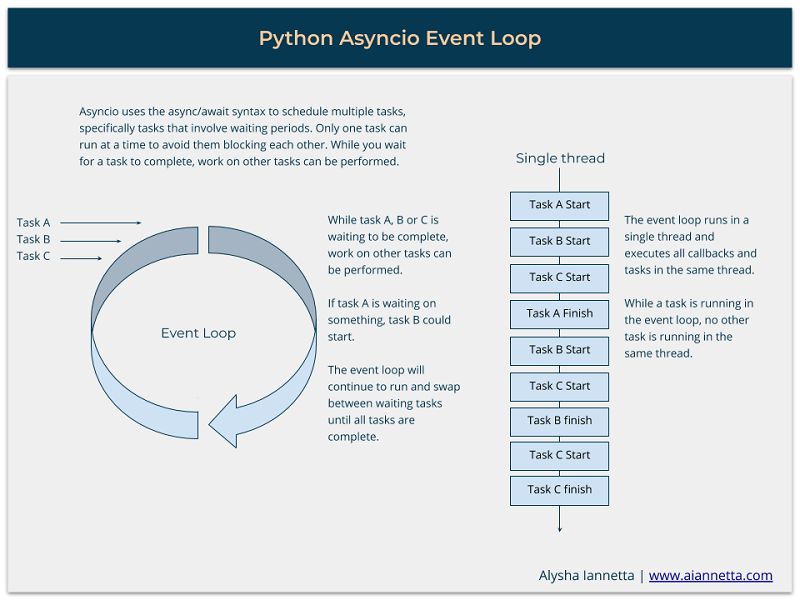 Python Asyncio Event Loop
Asyncio uses the async/await syntax to schedule multiple tasks,
specifically tasks that involve waiting periods. Only one task can
run at a time to avoid them blocking each other. While you wait
for a task to complete, work on other tasks can be performed.
Task A
Task B
Task C
Event Loop
While task A, B or C is
waiting to be complete,
work on other tasks can
be performed.
If task A is waiting on
something, task B could
start.
The event loop will
continue to run and swap
between waiting tasks
until all tasks are
complete.
Single thread
Task A Start
Task B Start
Task C Start
Task A Finish
Task B Start
Task C Start
Task B finish
Task C Start
Task C finish
The event loop runs in a
single thread and
executes all callbacks and
tasks in the same thread.
While a task is running in
the event loop, no other
task is running in the
same thread.
Alysha Iannetta | www.aiannetta.com